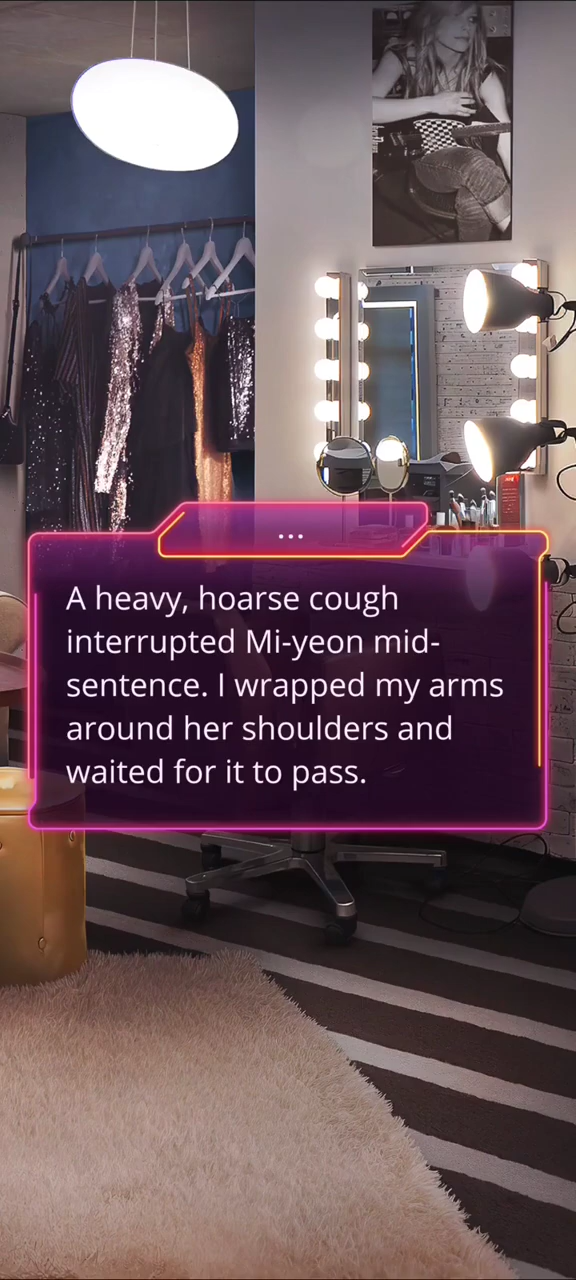 ...
A heavy, hoarse cough
interrupted Mi-yeon mid-
sentence. I wrapped my arms
around her shoulders and
waited for it to pass.